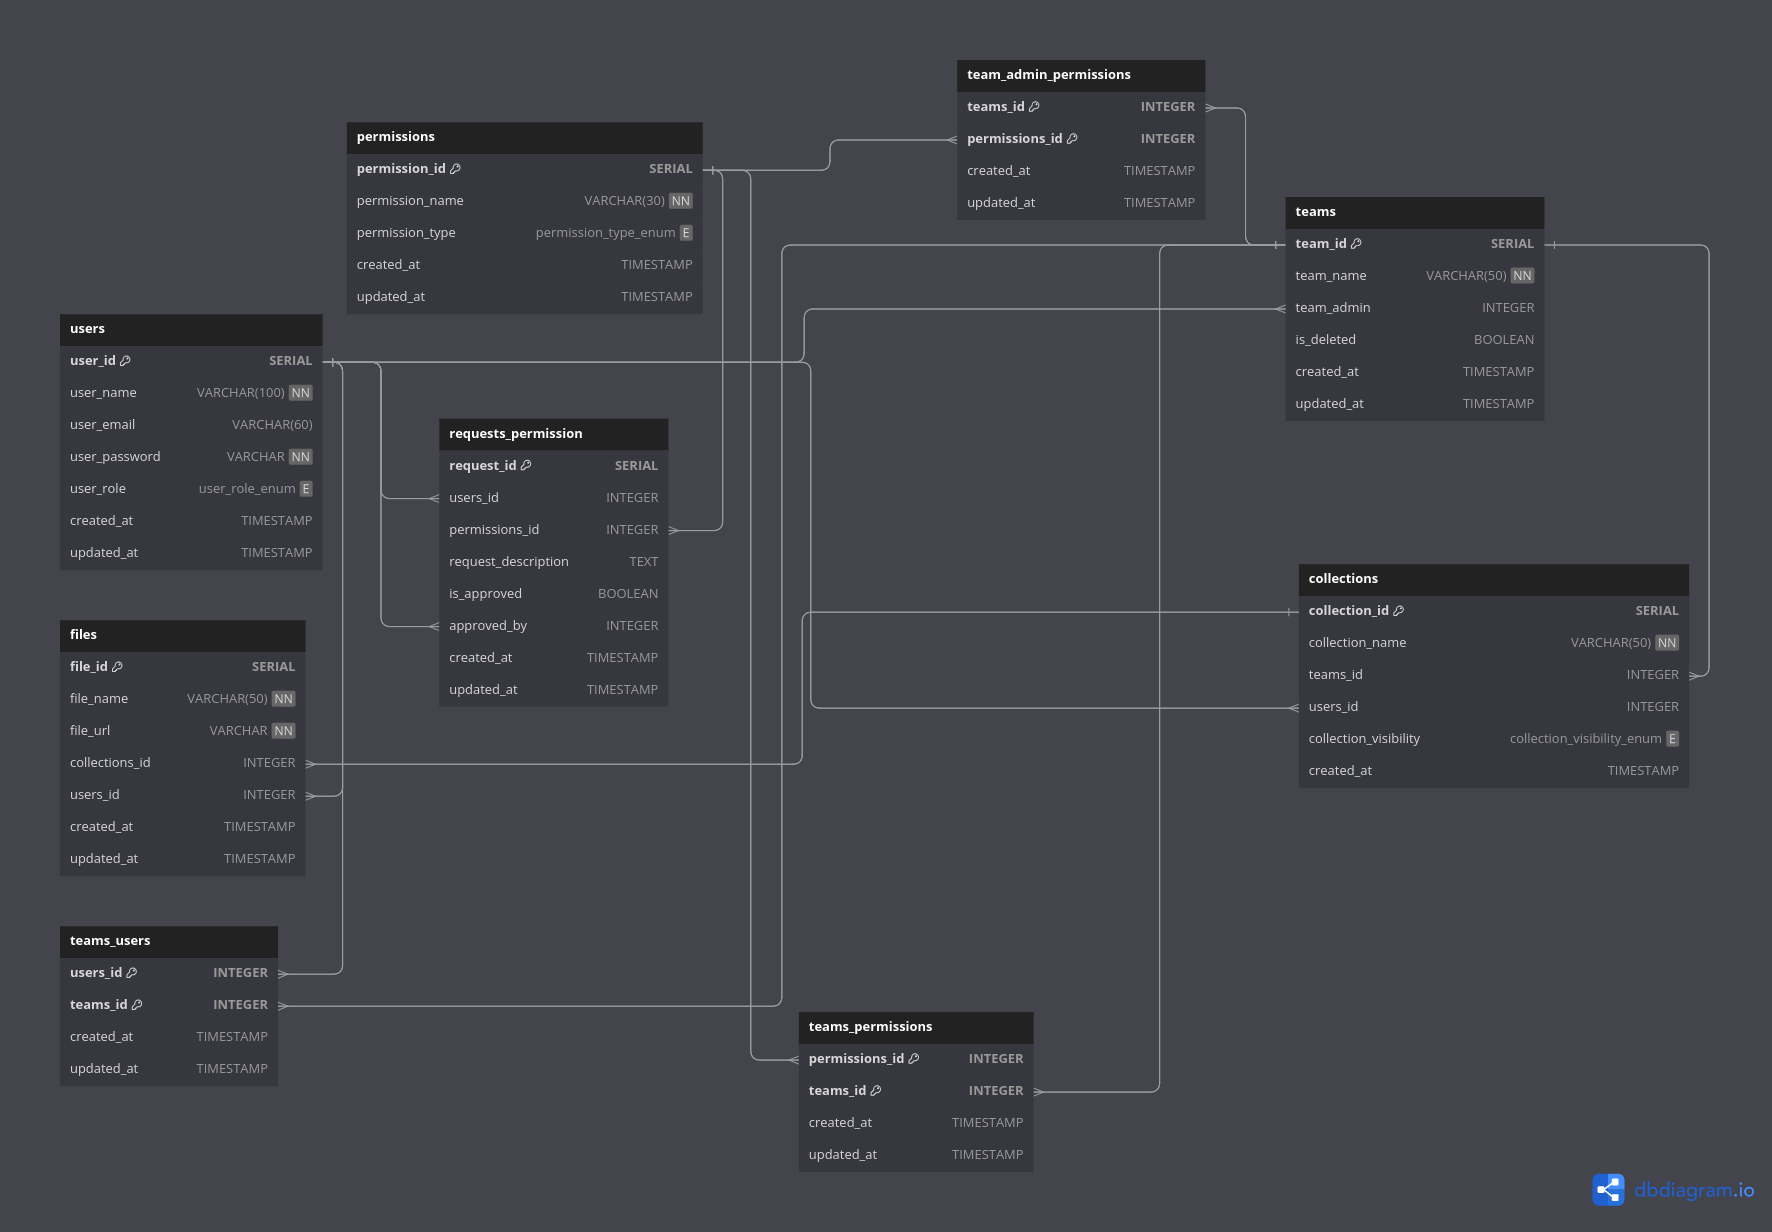 team_admin_permissions
teams_id INTEGER
permissions_id INTEGER
created_at TIMESTAMP
updated_at TIMESTAMP
permissions
permission_id SERIAL
permission_name VARCHAR(30) NN
permission_type permission_type_enum E
created_at TIMESTAMP
updated_at TIMESTAMP
teams
team_id SERIAL
team_name VARCHAR(50) NN
team_admin INTEGER
is_deleted BOOLEAN
created_at TIMESTAMP
updated_at TIMESTAMP
users
user_id SERIAL
user_name VARCHAR(100) NN
user_email VARCHAR(60)
user_password VARCHAR NN
user_role user_role_enum E
created_at TIMESTAMP
updated_at TIMESTAMP
requests_permission
request_id SERIAL
users_id INTEGER
permissions_id INTEGER
request_description TEXT
is_approved BOOLEAN
approved_by INTEGER
created_at TIMESTAMP
updated_at TIMESTAMP
collections
collection_id SERIAL
collection_name VARCHAR(50) NN
teams_id INTEGER
users_id INTEGER
collection_visibility collection_visibility_enum E
created_at TIMESTAMP
files
file_id SERIAL
file_name VARCHAR(50) NN
file_url VARCHAR NN
collections_id INTEGER
users_id INTEGER
created_at TIMESTAMP
updated_at TIMESTAMP
teams_users
users_id INTEGER
teams_id INTEGER
created_at TIMESTAMP
updated_at TIMESTAMP
teams_permissions
permissions_id INTEGER
teams_id INTEGER
created_at TIMESTAMP
updated_at TIMESTAMP
dbdiagram.io